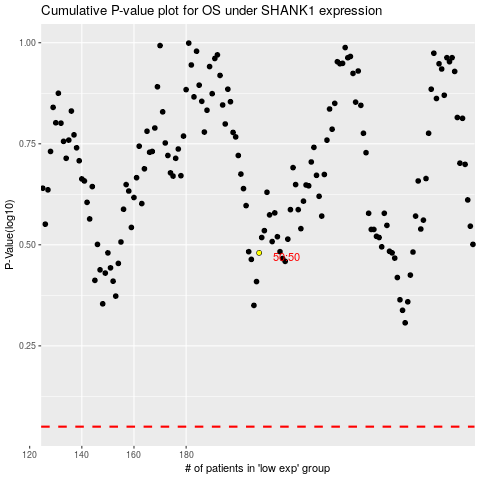 Cumulative P-value plot for OS under SHANK1 expression
P-Value(log10)
1.00
0.75
0.50
0.25
50:50
120 140 160 180
# of patients in 'low exp' group